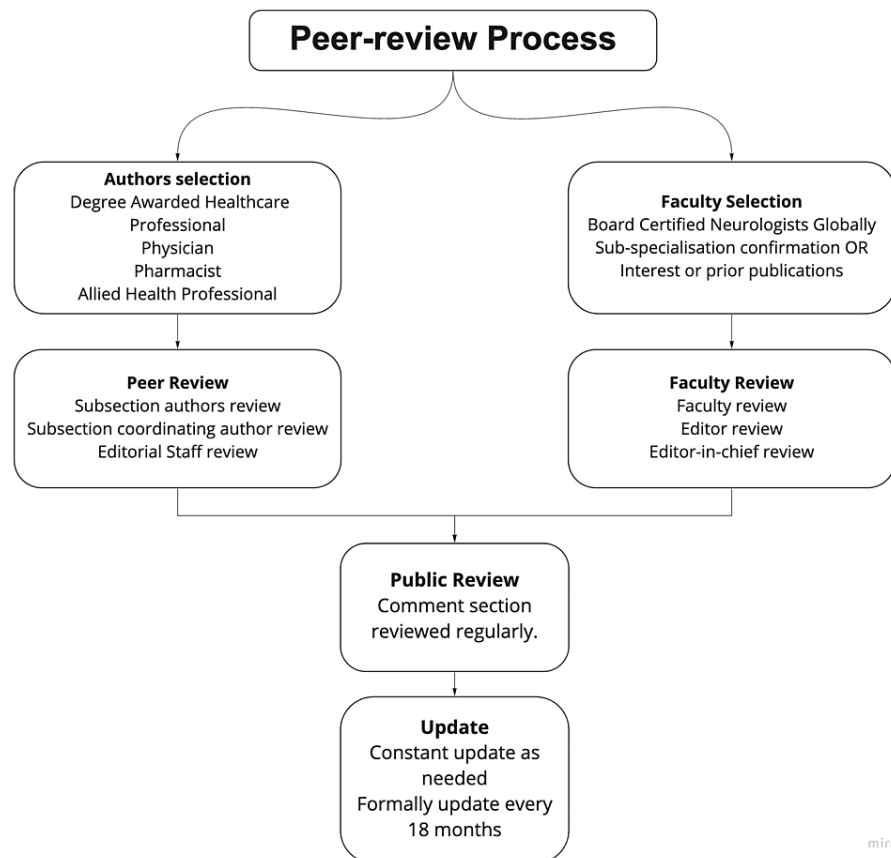 Peer-review Process
Authors selection
Degree Awarded Healthcare
Professional
Physician
Pharmacist
Allied Health Professional
Faculty Selection
Board Certified Neurologists Globally
Sub-specialisation confirmation OR
Interest or prior publications
Peer Review
Subsection authors review
Subsection coordinating author review
Editorial Staff review
Faculty Review
Faculty review
Editor review
Editor-in-chief review
Public Review
Comment section
reviewed regularly.
Update
Constant update as
needed
Formally update every
18 months